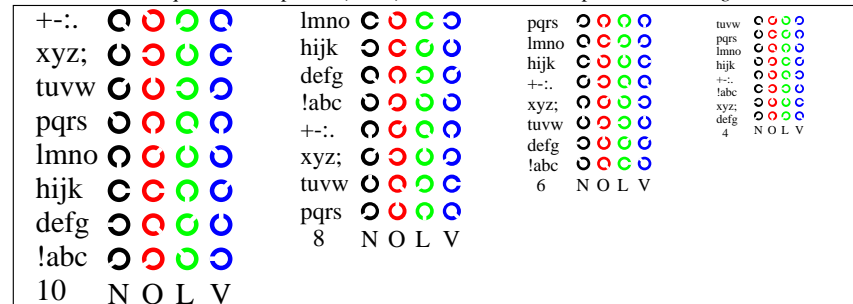 +-:.
xyz;
tuvw
pqrs
lmno
hijk
defg
!abc
10 N O L V
lmno
hijk
defg
!abc
+-:.
xyz;
tuvw
pqrs
8 N O L V
pqrs
lmno
hijk
+-:.
xyz;
tuvw
defg
!abc
6 N O L V
tuvw
pqrs
lmno
hijk
+-:.
!abc
xyz;
defg
4 N O L V